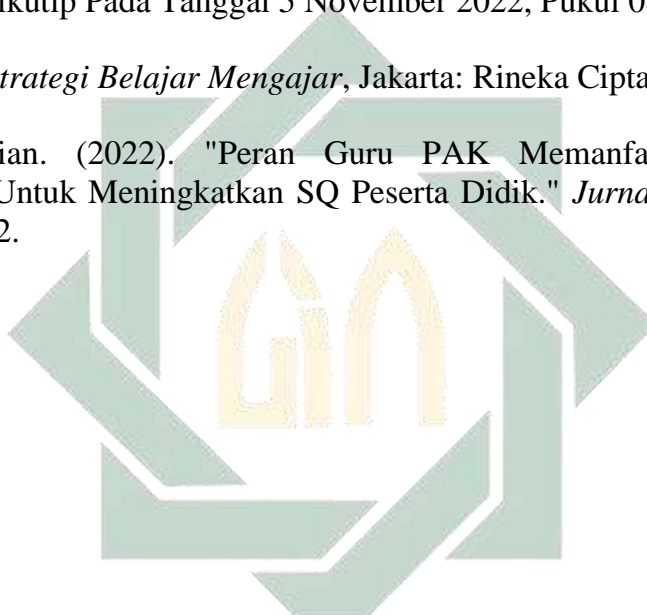 ikutip Pada Tanggal 5 November 2022, Pukul 0
trategi Belajar Mengajar, Jakarta: Rineka Cipta
ian. (2022). "Peran Guru PAK Memanfa
Untuk Meningkatkan SQ Peserta Didik." Jurna
2.